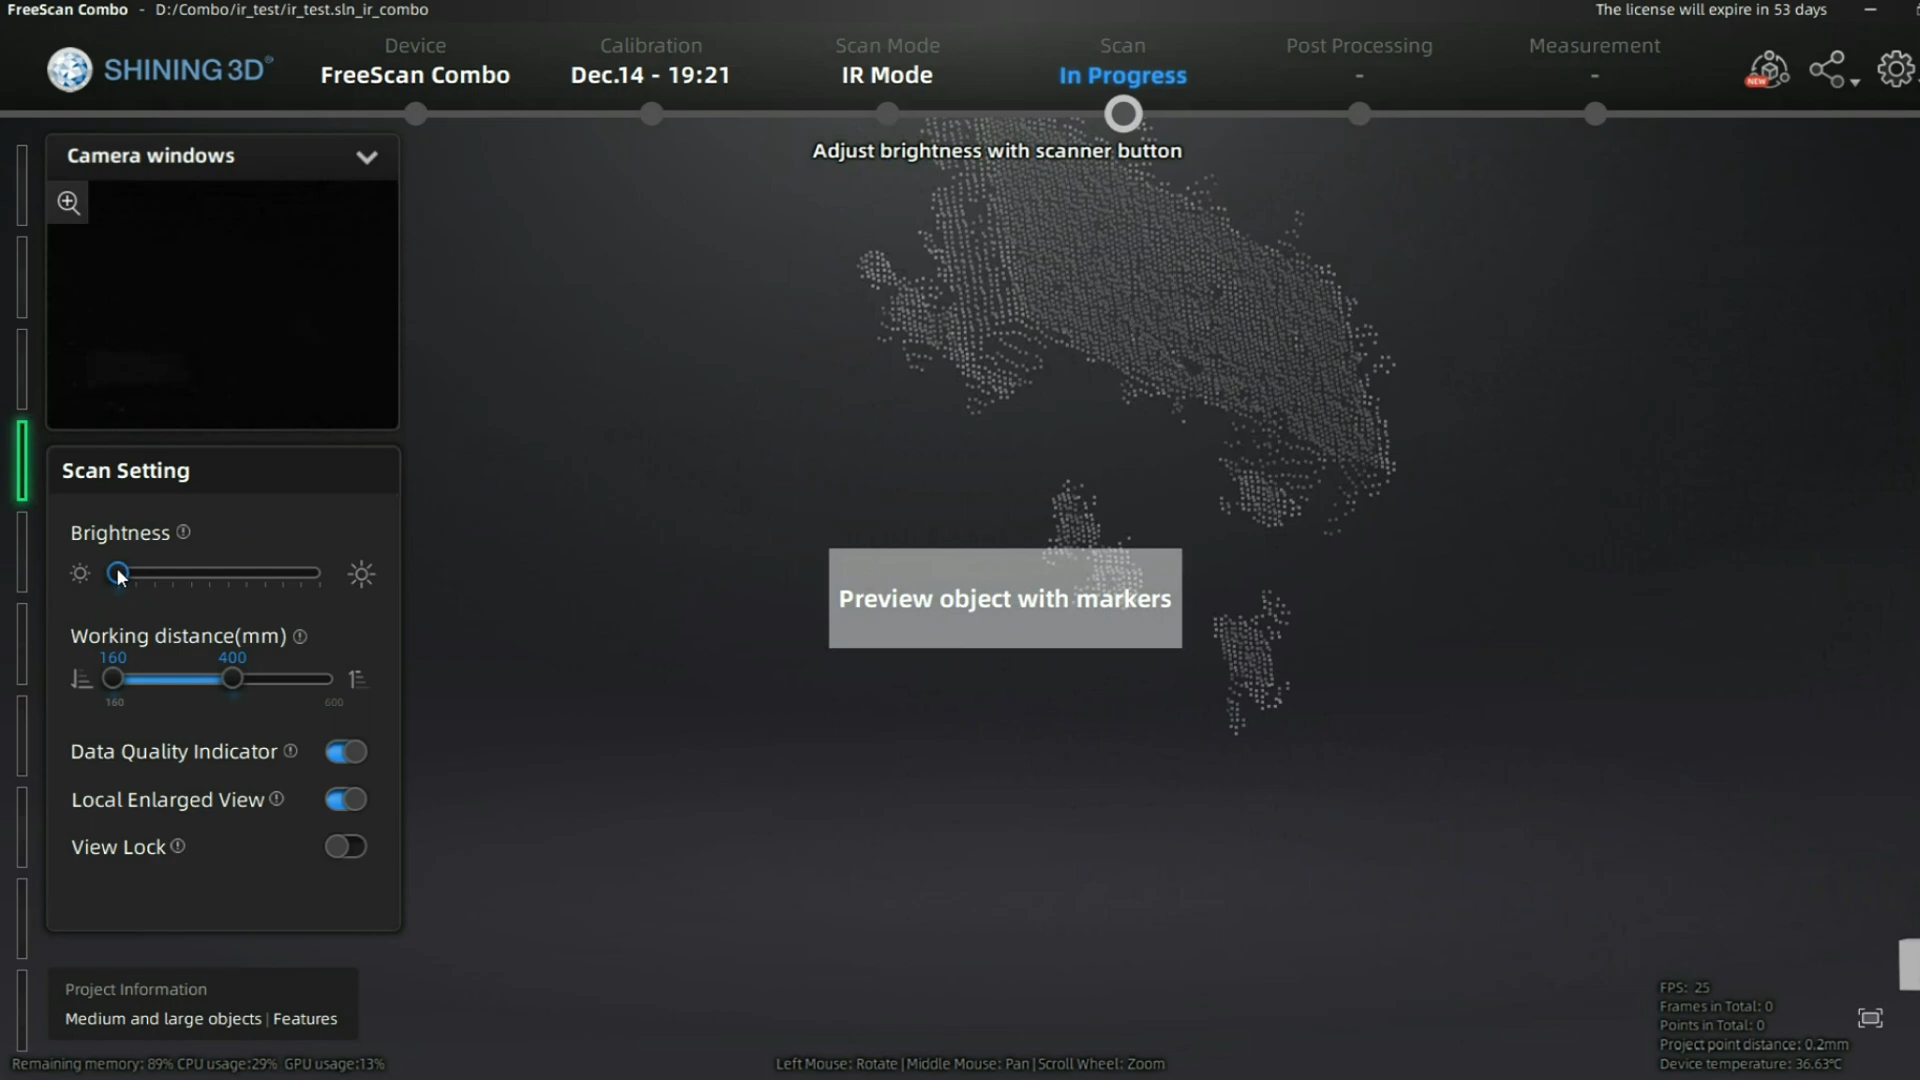 FreeScan Combo - D:/Combo/ir_test/ir_test.sln_ir_combo
The license will expire in 53 days
SHINING 3D®
Device
FreeScan Combo
Calibration
Dec.14 - 19:21
Scan Mode
IR Mode
Scan
In Progress
Post Processing
-
Measurement
-
NEW
Camera windows
Adjust brightness with scanner button
Scan Setting
Brightness
Preview object with markers
Working distance(mm)
160 400
160 600
Data Quality Indicator
Local Enlarged View
View Lock
Project Information
Medium and large objects | Features
FPS: 25
Frames in Total: 0
Points in Total: 0
Project point distance: 0.2mm
Device temperature: 36.63℃
Remaining memory: 89% CPU usage:29% GPU usage:13%
Left Mouse: Rotate|Middle Mouse: Pan|Scroll Wheel: Zoom